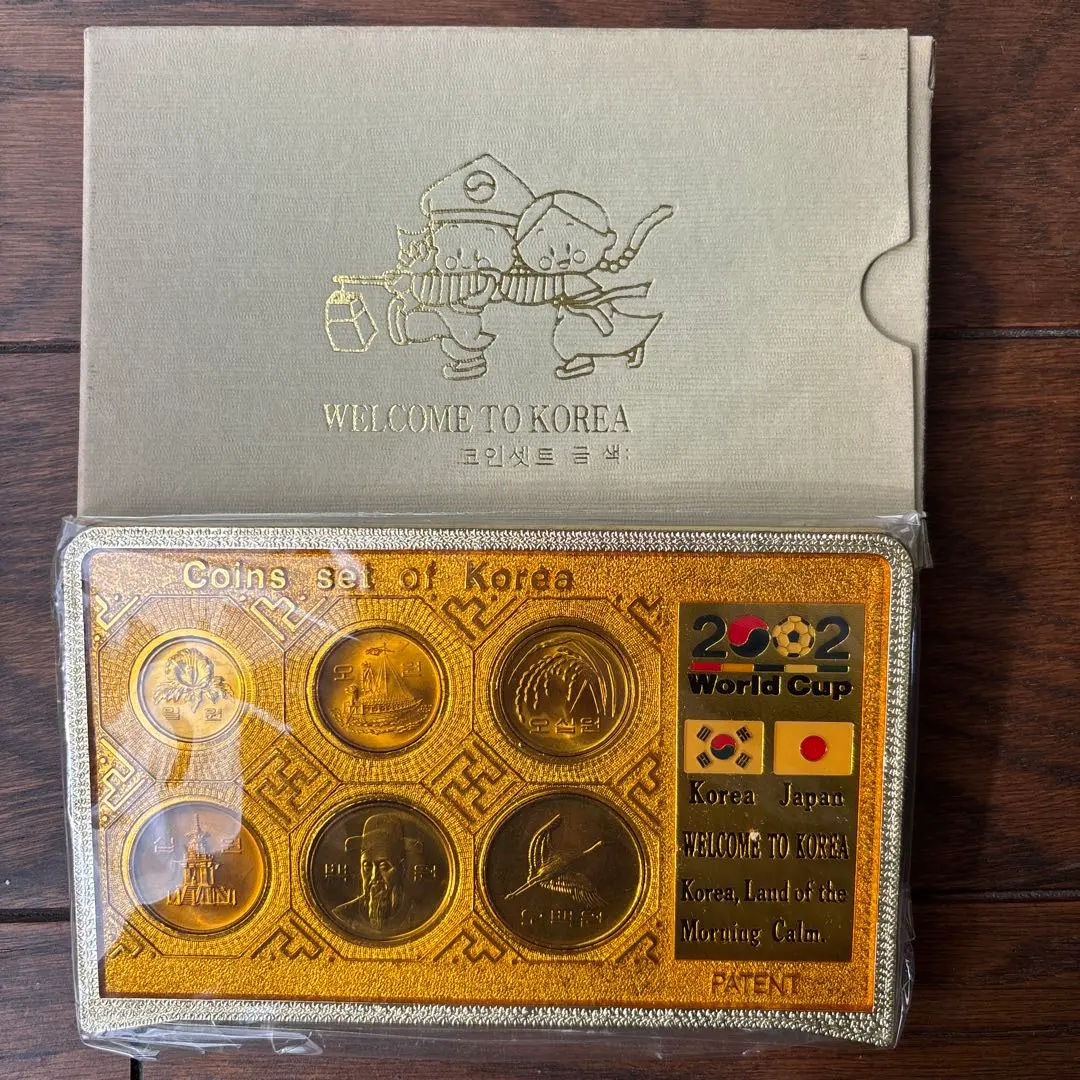 WELCOME TO KOREA
코인셋트 금색:
Coins set of Korea
일 원
오 원
오십원
십 원
백 원
오백원
2002
World Cup
Korea Japan
WELCOME TO KOREA
Korea, Land of the
Morning Calm.
PATENT